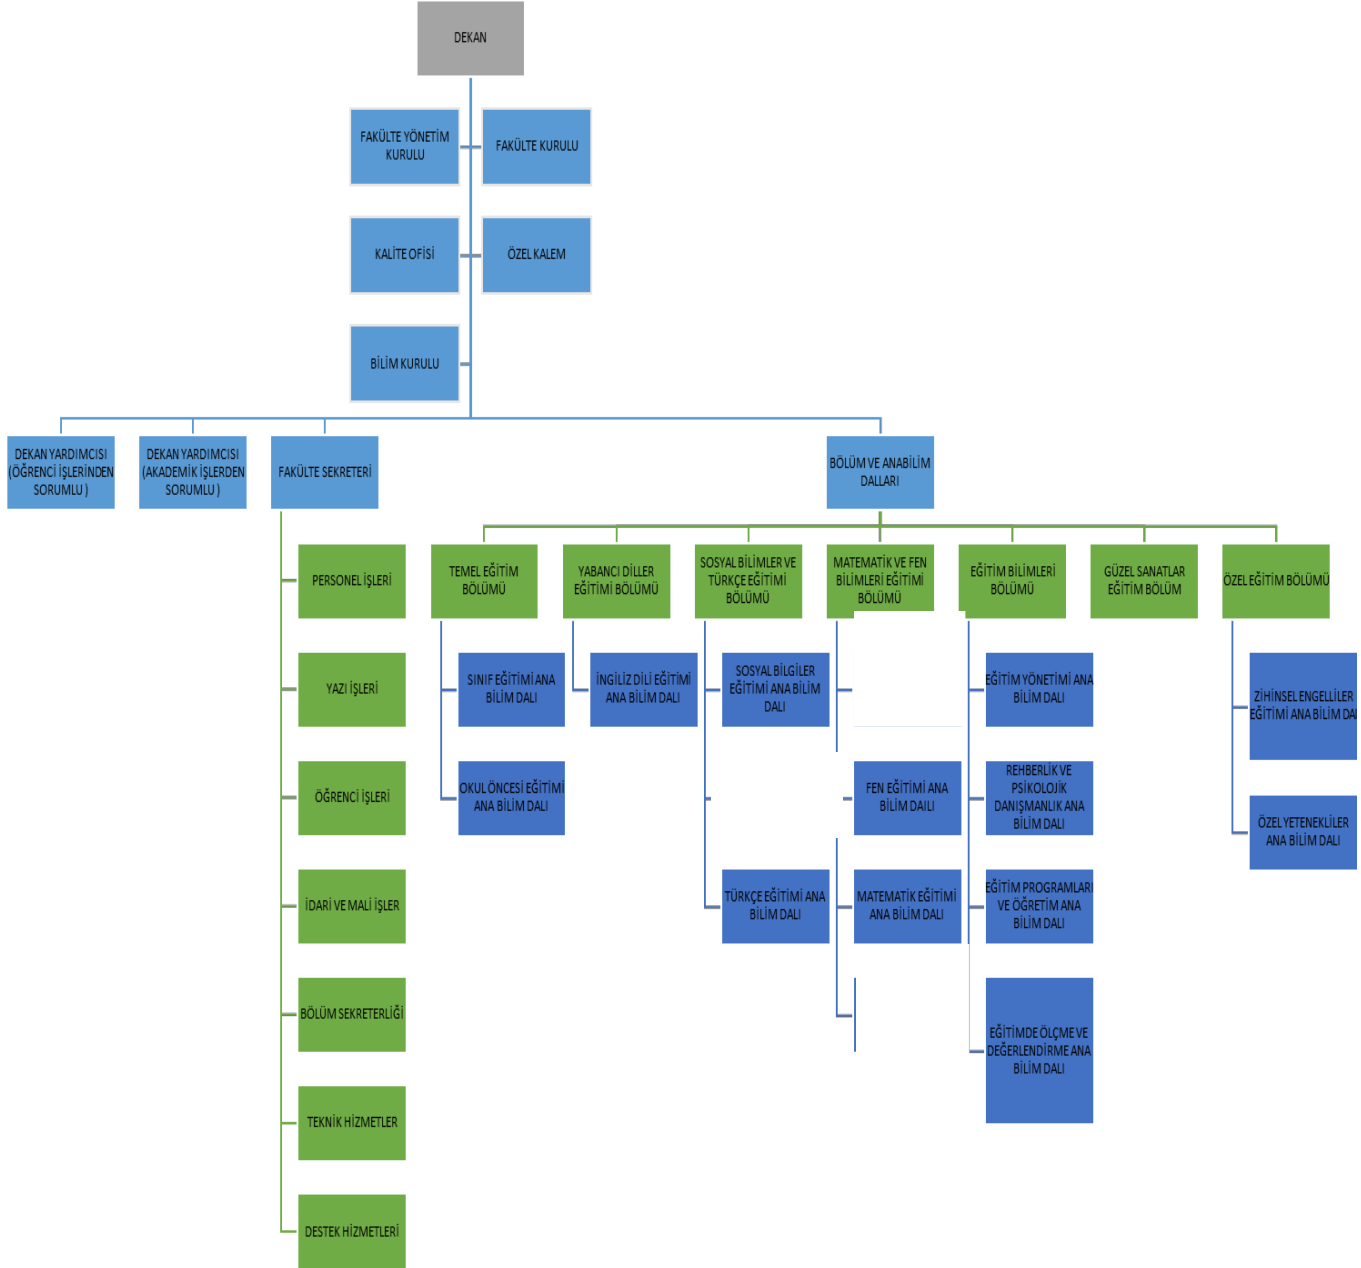 DEKAN
FAKÜLTE YÖNETİM
KURULU
FAKÜLTE KURULU
KALİTE OFİSİ
ÖZEL KALEM
BİLİM KURULU
DEKAN YARDIMCISI
(ÖĞRENCİ İŞLERİNDEN
SORUMLU )
DEKAN YARDIMCISI
(AKADEMİK İŞLERDEN
SORUMLU )
FAKÜLTE SEKRETERİ
BÖLÜM VE ANABİLİM
DALLARI
PERSONEL İŞLERİ
YAZI İŞLERİ
ÖĞRENCİ İŞLERİ
İDARİ VE MALİ İŞLER
BÖLÜM SEKRETERLİĞİ
TEKNİK HİZMETLER
DESTEK HİZMETLERİ
TEMEL EĞİTİM
BÖLÜMÜ
SINIF EĞİTİMİ ANA
BİLİM DALI
OKUL ÖNCESİ EĞİTİMİ
ANA BİLİM DALI
YABANCI DİLLER
EĞİTİMİ BÖLÜMÜ
İNGİLİZ DİLİ EĞİTİMİ
ANA BİLİM DALI
SOSYAL BİLİMLER VE
TÜRKÇE EĞİTİMİ
BÖLÜMÜ
SOSYAL BİLGİLER
EĞİTİMİ ANA BİLİM
DALI
TÜRKÇE EĞİTİMİ ANA
BİLİM DALI
MATEMATİK VE FEN
BİLİMLERİ EĞİTİMİ
BÖLÜMÜ
FEN EĞİTİMİ ANA
BİLİM DAILI
MATEMATİK EĞİTİMİ
ANA BİLİM DALI
EĞİTİM BİLİMLERİ
BÖLÜMÜ
EĞİTİM YÖNETİMİ ANA
BİLİM DALI
REHBERLİK VE
PSİKOLOJİK
DANIŞMANLIK ANA
BİLİM DALI
EĞİTİM PROGRAMLARI
VE ÖĞRETİM ANA
BİLİM DALI
EĞİTİMDE ÖLÇME VE
DEĞERLENDİRME ANA
BİLİM DALI
GÜZEL SANATLAR
EĞİTİM BÖLÜM
ÖZEL EĞİTİM BÖLÜMÜ
ZİHİNSEL ENGELLİLER
EĞİTİMİ ANA BİLİM DAL
ÖZEL YETENEKLİLER
ANA BİLİM DALI